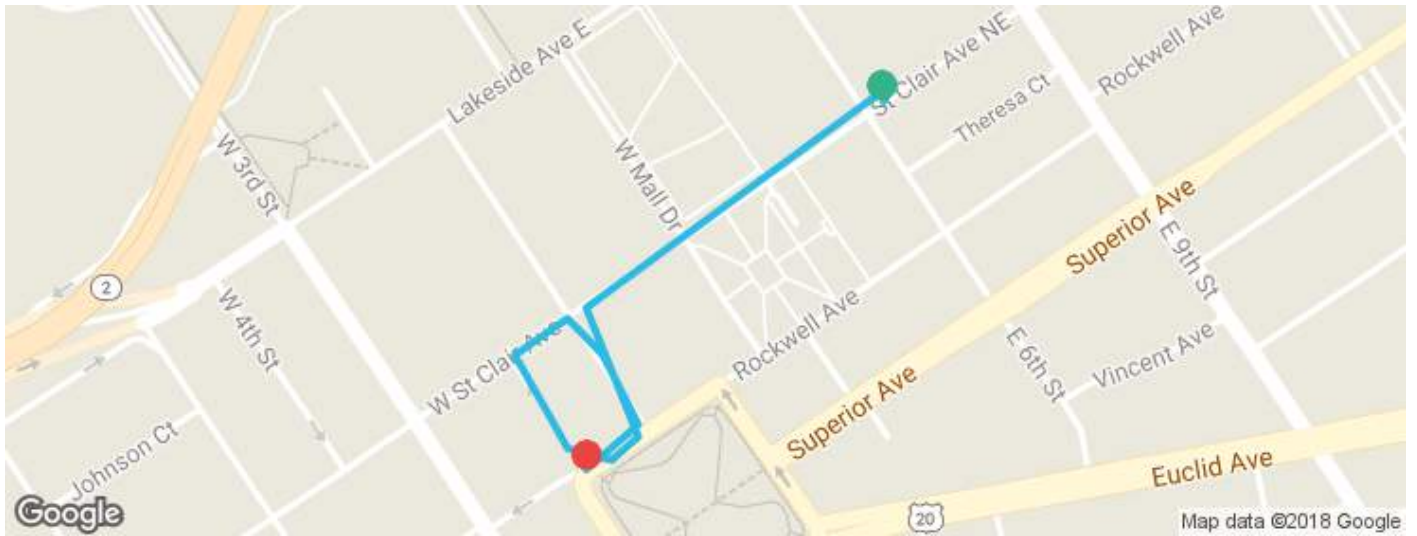 Lakeside Ave E
St Clair Ave NE
Rockwell Ave
Theresa Ct
W 3rd St
W Mall Dr
Superior Ave
E 9th St
2
W 4th St
W St Clair Ave
Rockwell Ave
E 6th St
Vincent Ave
Superior Ave
Johnson Ct
Euclid Ave
20
Google
Map data ©2018 Google